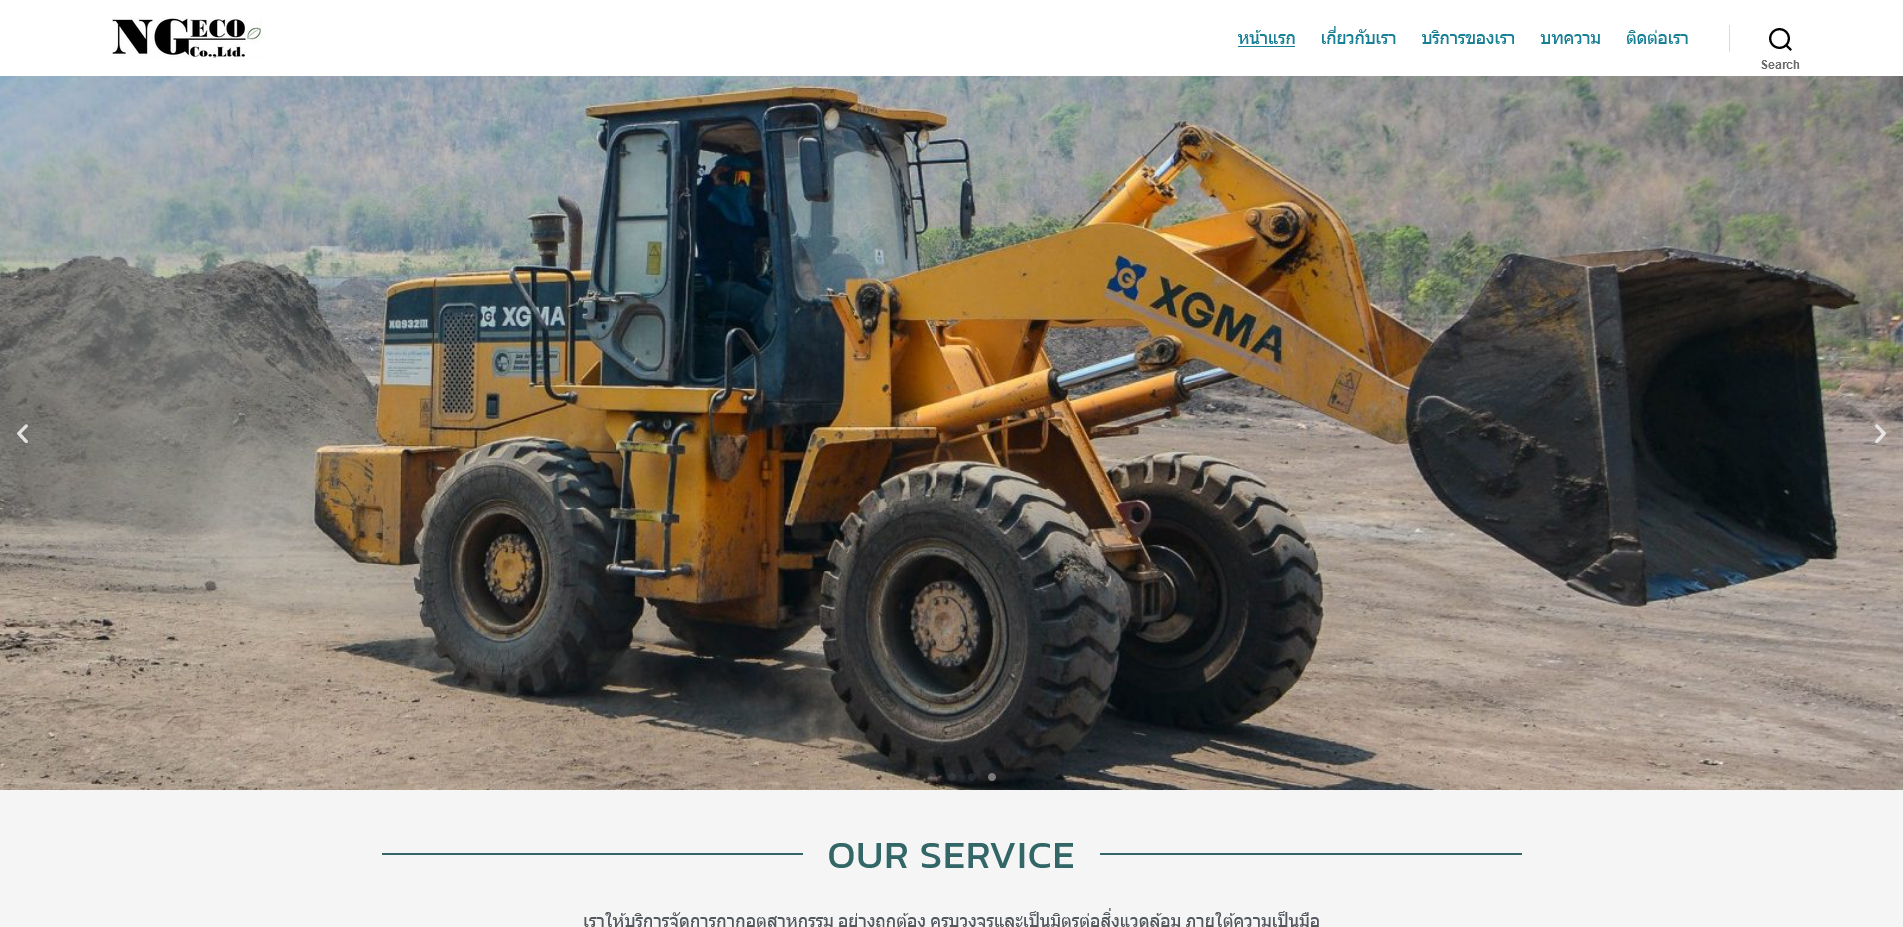 NG ECO
Co.,Ltd.
หน้าแรก เกี่ยวกับเรา บริการของเรา บทความ ติดต่อเรา
Search
XGMA
XGMA
OUR SERVICE
เราให้บริการจัดการกากอุตสาหกรรม อย่างถูกต้อง ครบวงจรและเป็นมิตรต่อสิ่งแวดล้อม ภายใต้ความเป็นมือ